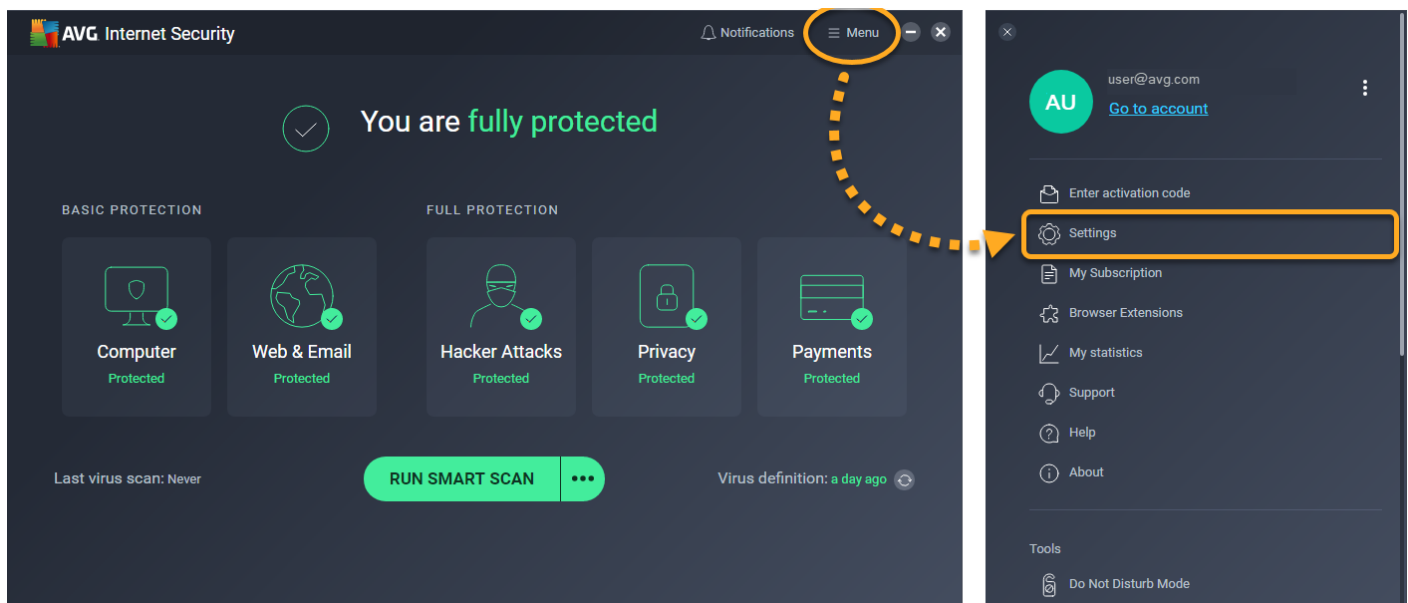 AVG Internet Security
Notifications
Menu
You are fully protected
BASIC PROTECTION
FULL PROTECTION
Computer
Protected
Web & Email
Protected
Hacker Attacks
Protected
Privacy
Protected
Payments
Protected
Last virus scan: Never
RUN SMART SCAN
Virus definition: a day ago
AU
user@avg.com
Go to account
Enter activation code
Settings
My Subscription
Browser Extensions
My statistics
Support
Help
About
Tools
Do Not Disturb Mode